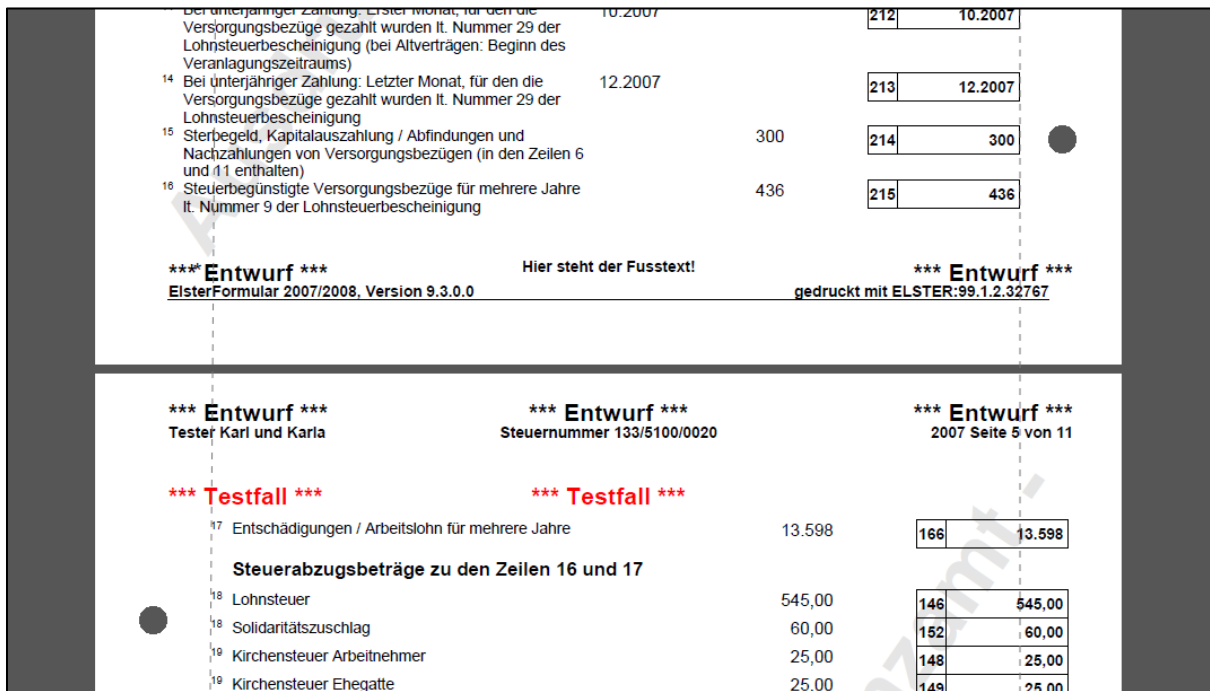 Bei unterjähriger Zahlung: Erster Monat, für den die 10.2007 212 10.2007
Versorgungsbezüge gezahlt wurden lt. Nummer 29 der
Lohnsteuerbescheinigung (bei Altverträgen: Beginn des
Veranlagungszeitraums)
14 Bei unterjähriger Zahlung: Letzter Monat, für den die 12.2007 213 12.2007
Versorgungsbezüge gezahlt wurden lt. Nummer 29 der
Lohnsteuerbescheinigung
15 Sterbegeld, Kapitalauszahlung / Abfindungen und 300 214 300
Nachzahlungen von Versorgungsbezügen (in den Zeilen 6
und 11 enthalten)
16 Steuerbegünstigte Versorgungsbezüge für mehrere Jahre 436 215 436
lt. Nummer 9 der Lohnsteuerbescheinigung
*** Entwurf *** Hier steht der Fusstext! *** Entwurf ***
ElsterFormular 2007/2008, Version 9.3.0.0 gedruckt mit ELSTER:99.1.2.32767
*** Entwurf *** *** Entwurf *** *** Entwurf ***
Tester Karl und Karla Steuernummer 133/5100/0020 2007 Seite 5 von 11
*** Testfall *** *** Testfall ***
17 Entschädigungen / Arbeitslohn für mehrere Jahre 13.598 166 13.598
Steuerabzugsbeträge zu den Zeilen 16 und 17
18 Lohnsteuer 545,00 146 545,00
18 Solidaritätszuschlag 60,00 152 60,00
19 Kirchensteuer Arbeitnehmer 25,00 148 25,00
19 Kirchensteuer Ehegatte 25,00 149 25,00